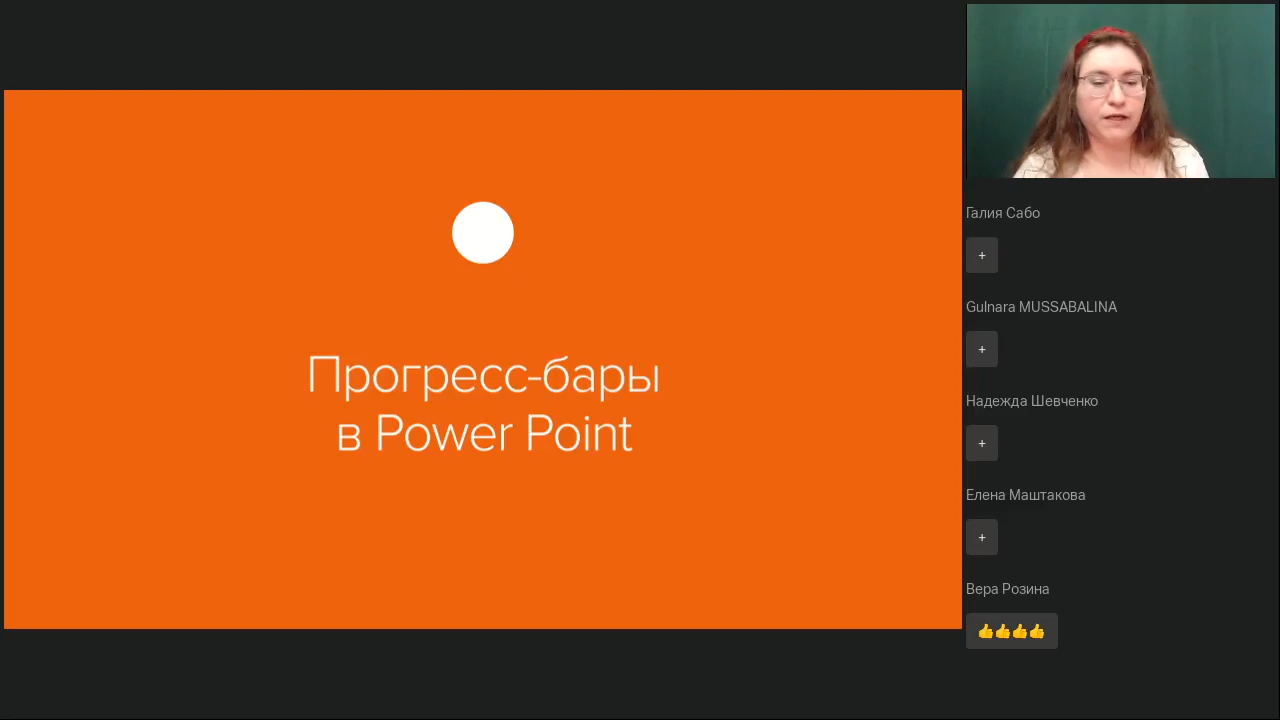 Прогресс-бары
в Power Point
Галия Сабо
+
Gulnara MUSSABALINA
+
Надежда Шевченко
+
Елена Маштакова
+
Вера Розина
👍👍👍👍